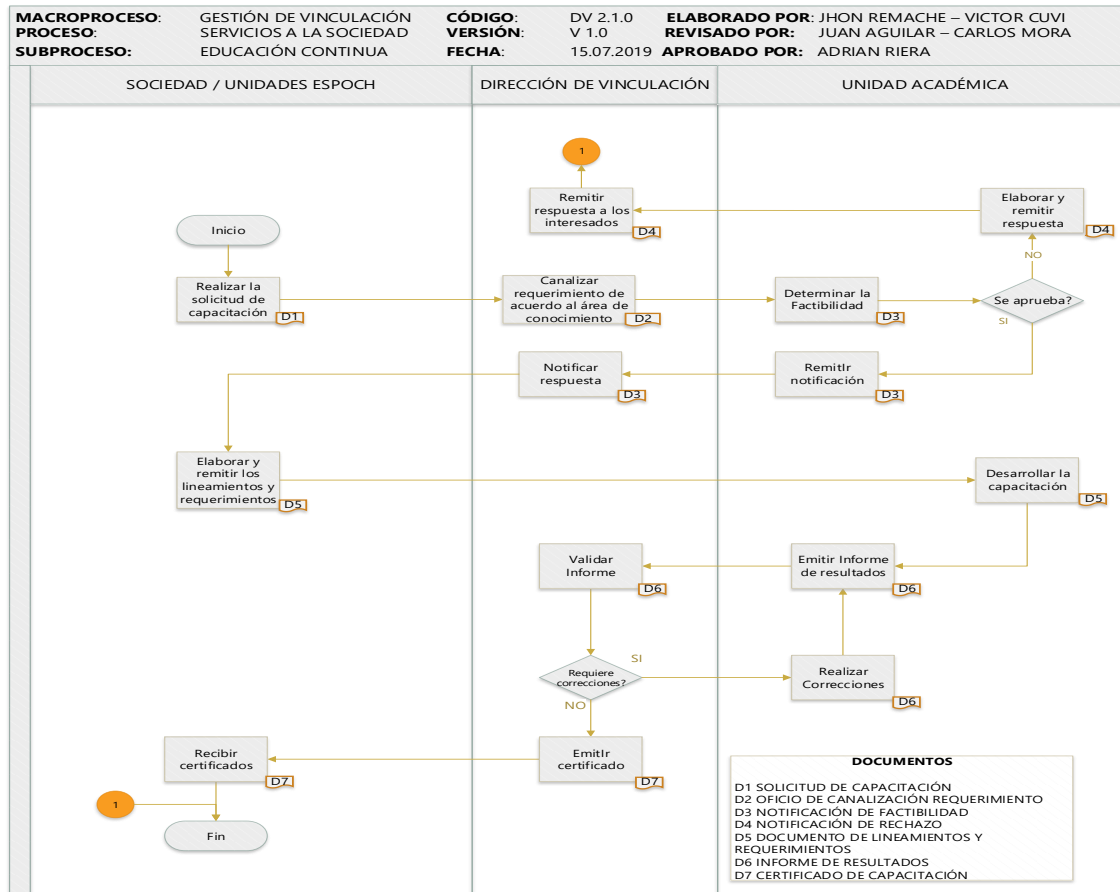 MACROPROCESO: GESTIÓN DE VINCULACIÓN CÓDIGO: DV 2.1.0 ELABORADO POR: JHON REMACHE – VICTOR CUVI
PROCESO: SERVICIOS A LA SOCIEDAD VERSIÓN: V 1.0 REVISADO POR: JUAN AGUILAR – CARLOS MORA
SUBPROCESO: EDUCACIÓN CONTINUA FECHA: 15.07.2019 APROBADO POR: ADRIAN RIERA
SOCIEDAD / UNIDADES ESPOCH
DIRECCIÓN DE VINCULACIÓN
UNIDAD ACADÉMICA
1
Remitir
respuesta a los
interesados
D4
Elaborar y
remitir
respuesta
D4
Inicio
NO
Realizar la
solicitud de
capacitación
D1
Canalizar
requerimiento de
acuerdo al área de
conocimiento
D2
Determinar la
Factibilidad
D3
Se aprueba?
SI
Notificar
respuesta
D3
RemitIr
notificación
D3
Elaborar y
remitir los
lineamientos y
requerimientos
D5
Desarrollar la
capacitación
D5
Validar
Informe
D6
Emitir Informe
de resultados
D6
Requiere
correcciones?
SI
NO
Realizar
Correcciones
D6
Recibir
certificados
D7
EmitIr
certificado
D7
1
Fin
DOCUMENTOS
D1 SOLICITUD DE CAPACITACIÓN
D2 OFICIO DE CANALIZACIÓN REQUERIMIENTO
D3 NOTIFICACIÓN DE FACTIBILIDAD
D4 NOTIFICACIÓN DE RECHAZO
D5 DOCUMENTO DE LINEAMIENTOS Y
REQUERIMIENTOS
D6 INFORME DE RESULTADOS
D7 CERTIFICADO DE CAPACITACIÓN